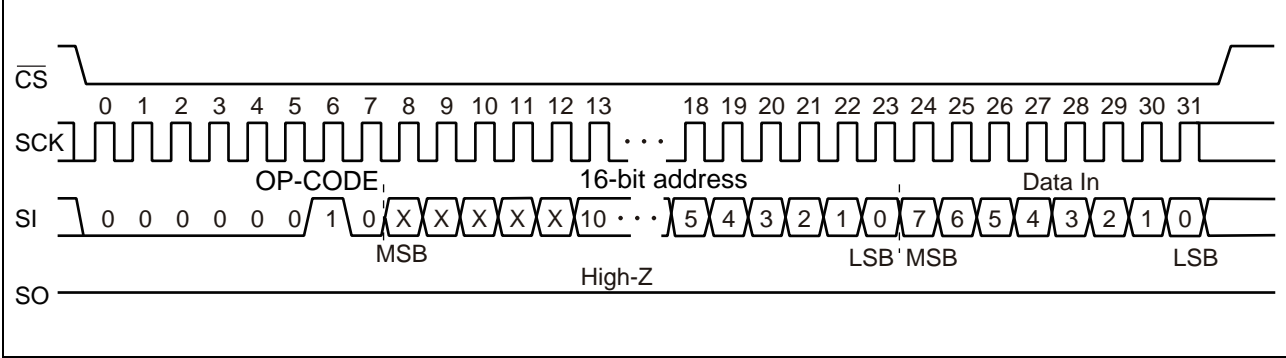 CS
0 1 2 3 4 5 6 7 8 9 10 11 12 13 18 19 20 21 22 23 24 25 26 27 28 29 30 31
SCK · · ·
OP-CODE 16-bit address Data In
SI 0 0 0 0 0 0 1 0 X X X X X 10 · · · 5 4 3 2 1 0 7 6 5 4 3 2 1 0
MSB LSB MSB LSB
High-Z
SO